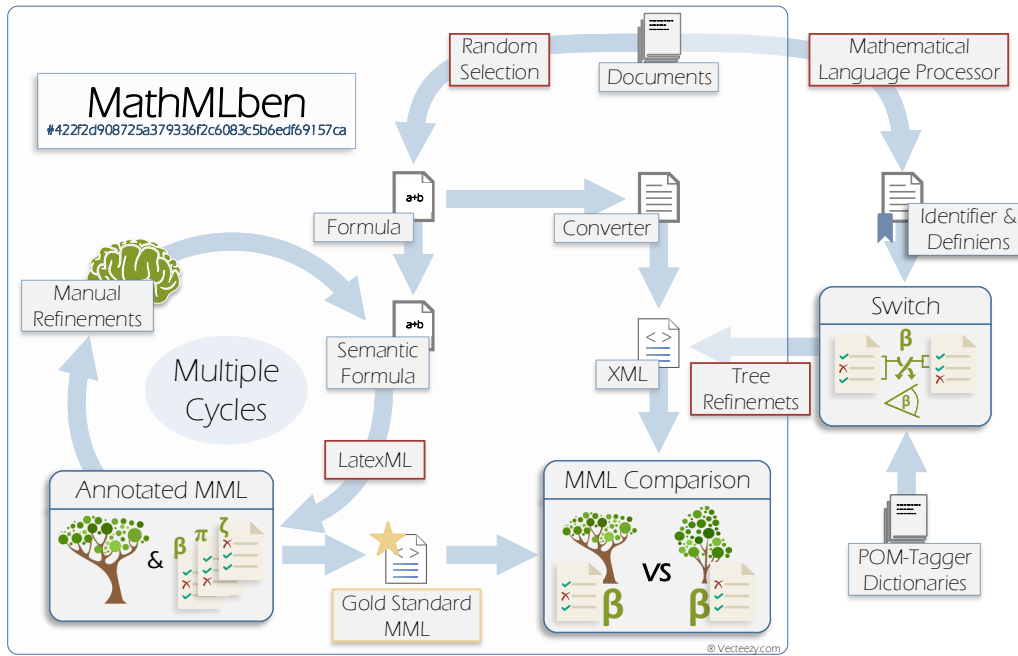 Random
Selection
Documents
Mathematical
Language Processor
MathMLben
#422f2d908725a379336f2c6083c5b6edf69157ca
a+b
Formula
Converter
Identifier &
Definiens
Manual
Refinements
a+b
Semantic
Formula
Multiple
Cycles
< >
XML
Tree
Refinemets
Switch
β
β
LatexML
Annotated MML
& β π ζ
< >
Gold Standard
MML
MML Comparison
VS
β β
POM-Tagger
Dictionaries
® Vecteezy.com